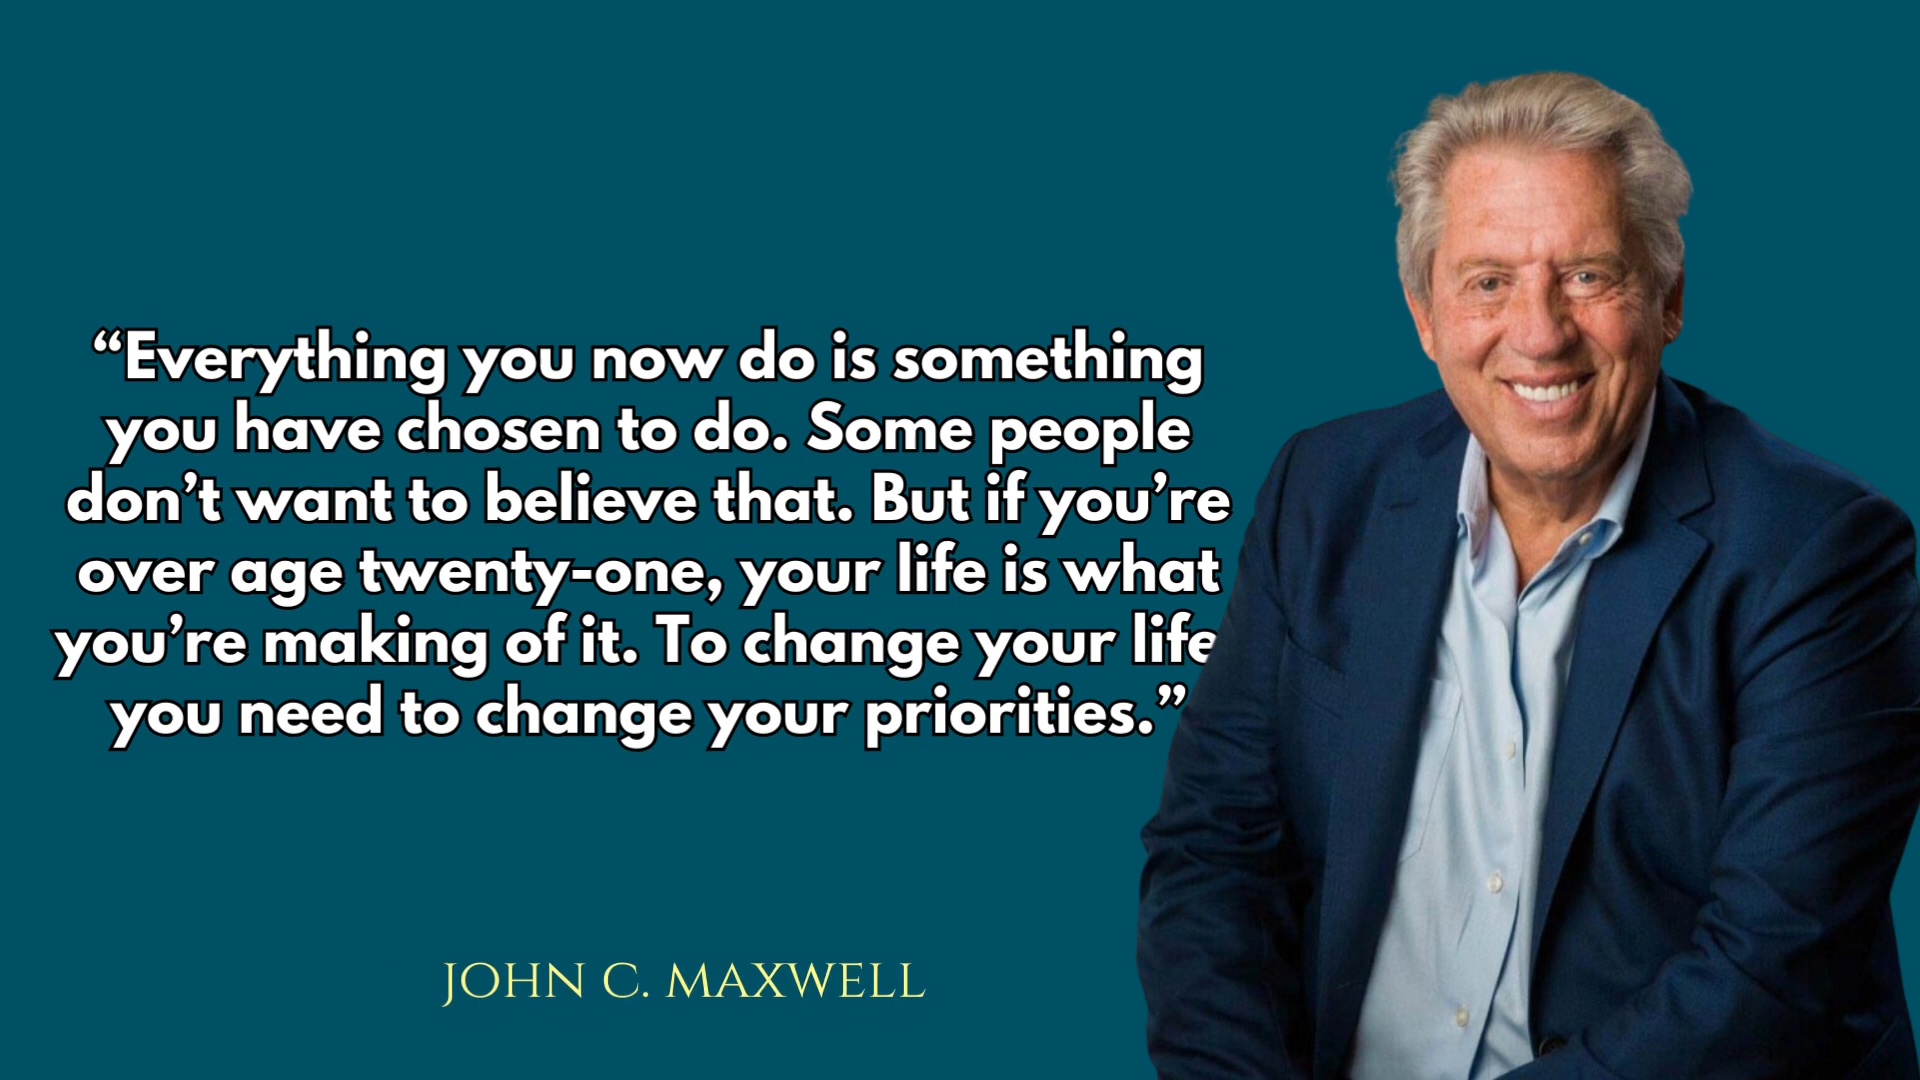 “Everything you now do is something
you have chosen to do. Some people
don’t want to believe that. But if you’re
over age twenty-one, your life is what
you’re making of it. To change your life
you need to change your priorities.”
JOHN C. MAXWELL